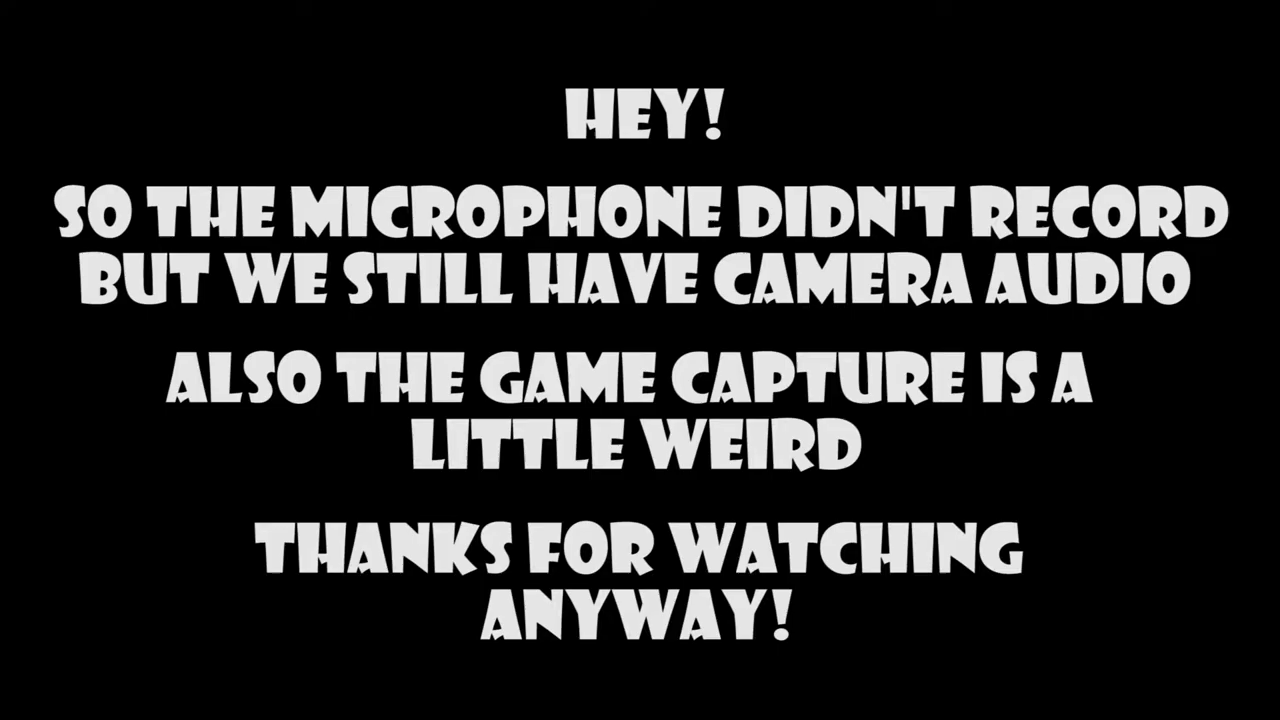 HEY!
SO THE MICROPHONE DIDN'T RECORD
BUT WE STILL HAVE CAMERA AUDIO
ALSO THE GAME CAPTURE IS A
LITTLE WEIRD
THANKS FOR WATCHING
ANYWAY!